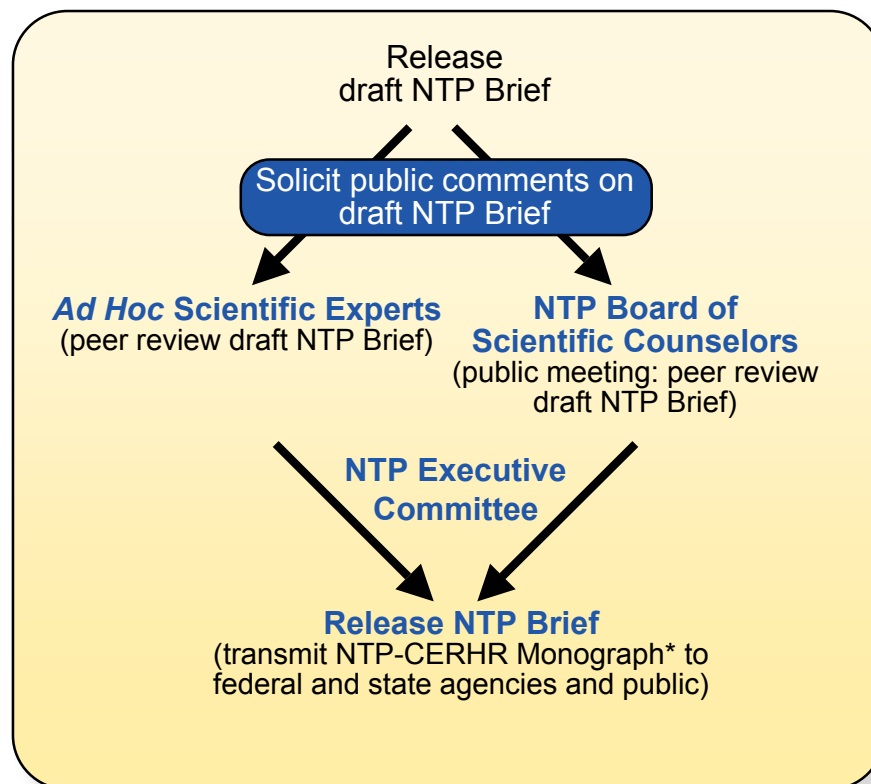 Release
draft NTP Brief
Solicit public comments on
draft NTP Brief
Ad Hoc Scientific Experts
(peer review draft NTP Brief)
NTP Board of
Scientific Counselors
(public meeting: peer review
draft NTP Brief)
NTP Executive
Committee
Release NTP Brief
(transmit NTP-CERHR Monograph* to
federal and state agencies and public)